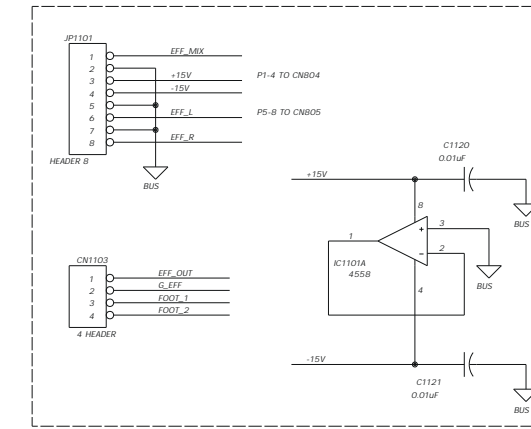 JP1101
1 EFF_MIX
2
3 +15V P1-4 TO CN804
4 -15V
5
6 EFF_L P5-8 TO CN805
7
8 EFF_R
HEADER 8
BUS
C1120
0.01uF
+15V
BUS
8
3
+
1
2
-
IC1101A
4558
BUS
4
CN1103
1 EFF_OUT
2 G_EFF
3 FOOT_1
4 FOOT_2
4 HEADER
-15V
C1121
0.01uF
BUS